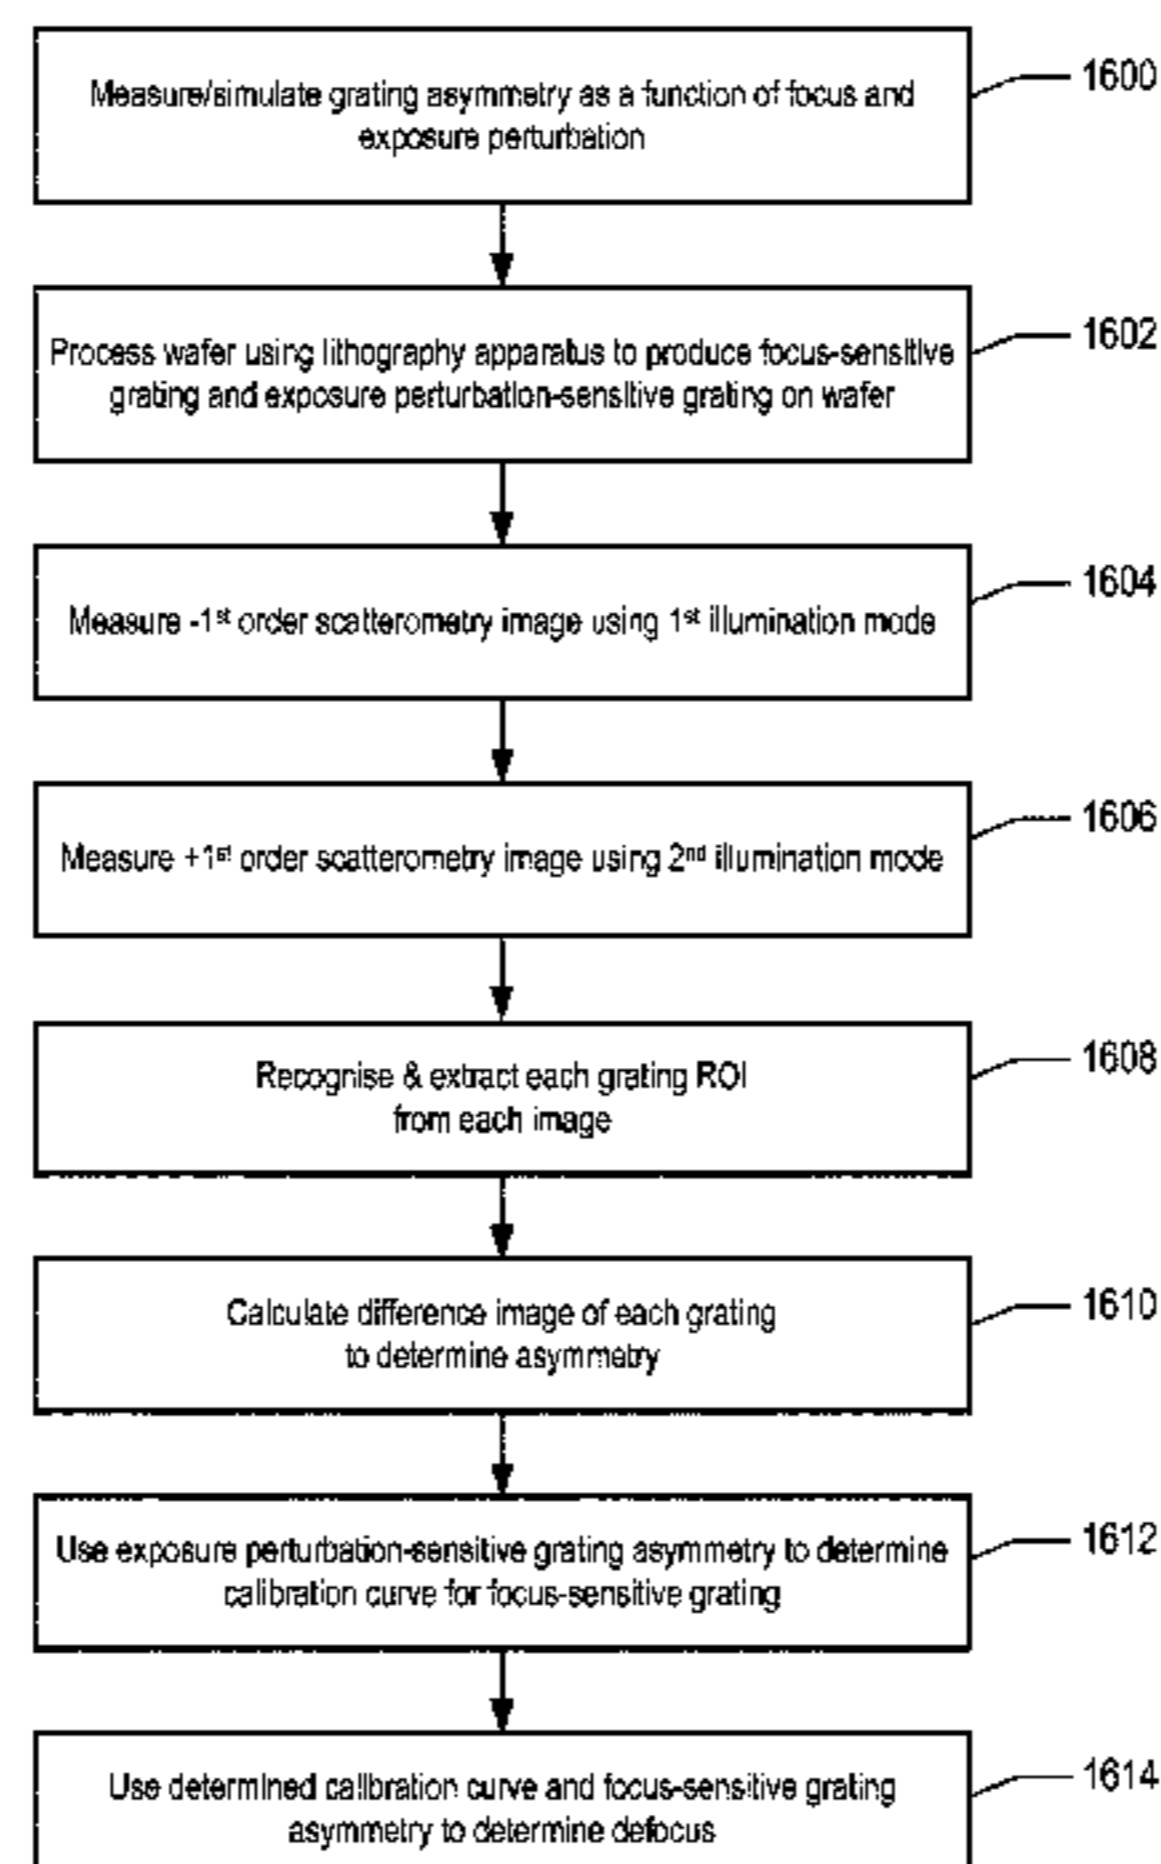 Measure/simulate grating asymmetry as a function of focus and
exposure perturbation
1600
Process wafer using lithography apparatus to produce focus-sensitive
grating and exposure perturbation-sensitive grating on wafer
1602
Measure -1st order scatterometry image using 1st illumination mode
1604
Measure +1st order scatterometry image using 2nd illumination mode
1606
Recognise & extract each grating ROI
from each image
1608
Calculate difference image of each grating
to determine asymmetry
1610
Use exposure perturbation-sensitive grating asymmetry to determine
calibration curve for focus-sensitive grating
1612
Use determined calibration curve and focus-sensitive grating
asymmetry to determine defocus
1614